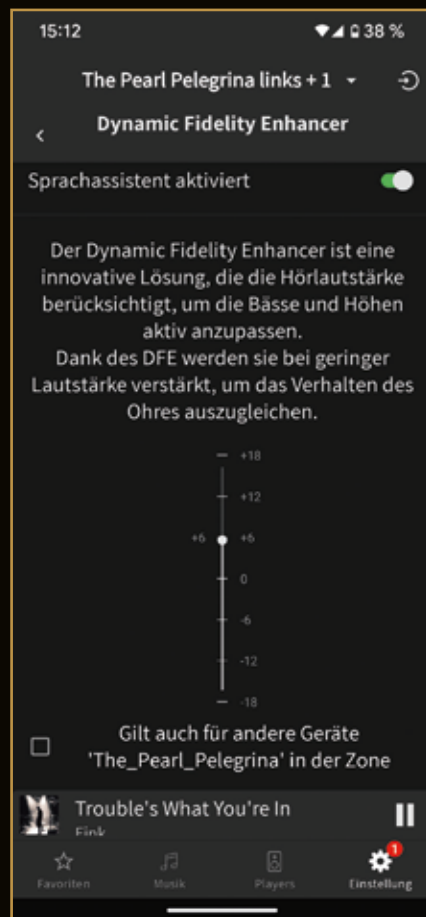 15:12
38 %
The Pearl Pelegrina links + 1
Dynamic Fidelity Enhancer
Sprachassistent aktiviert
Der Dynamic Fidelity Enhancer ist eine
innovative Lösung, die die Hörlautstärke
berücksichtigt, um die Bässe und Höhen
aktiv anzupassen.
Dank des DFE werden sie bei geringer
Lautstärke verstärkt, um das Verhalten des
Ohres auszugleichen.
+18
+12
+6 +6
0
-6
-12
-18
Gilt auch für andere Geräte
'The_Pearl_Pelegrina' in der Zone
Trouble's What You're In
Fink
1
Favoriten Musik Players Einstellung